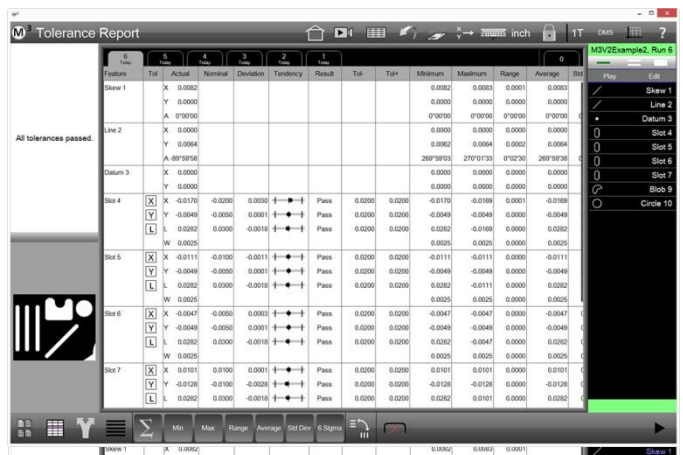 M3 Tolerance Report
inch
1T
DMS
?
6 Today
5 Today
4 Today
3 Today
2 Today
1 Today
0
Feature Tol Actual Nominal Deviation Tendency Result Tol- Tol+ Minimum Maximum Range Average Std
Skew 1 X 0.0082 0.0082 0.0083 0.0001 0.0083
Y 0.0000 0.0000 0.0000 0.0000 0.0000
A 0°00'00 0°00'00 0°00'00 0°00'00 0°00'00
Line 2 X 0.0000 0.0000 0.0000 0.0000 0.0000
Y 0.0064 0.0062 0.0064 0.0002 0.0064
A -89°59'58 269°59'03 270°01'33 0°02'30 269°59'38
Datum 3 X 0.0000 0.0000 0.0000 0.0000 0.0000
Y 0.0000 0.0000 0.0000 0.0000 0.0000
Slot 4 X X -0.0170 -0.0200 0.0030 Pass 0.0200 0.0200 -0.0170 -0.0169 0.0001 -0.0169
Y Y -0.0049 -0.0050 0.0001 Pass 0.0200 0.0200 -0.0049 -0.0049 0.0000 -0.0049
L L 0.0282 0.0300 -0.0018 Pass 0.0200 0.0200 0.0282 -0.0169 0.0000 0.0282
W 0.0025 0.0025 0.0025 0.0000 0.0025
Slot 5 X X -0.0111 -0.0100 -0.0011 Pass 0.0200 0.0200 -0.0111 -0.0111 0.0000 -0.0111
Y Y -0.0049 -0.0050 0.0001 Pass 0.0200 0.0200 -0.0049 -0.0049 0.0000 -0.0049
L L 0.0282 0.0300 -0.0018 Pass 0.0200 0.0200 0.0282 -0.0111 0.0000 0.0282
W 0.0025 0.0025 0.0025 0.0000 0.0025
Slot 6 X X -0.0047 -0.0050 0.0003 Pass 0.0200 0.0200 -0.0047 -0.0047 0.0000 -0.0047
Y Y -0.0049 -0.0050 0.0001 Pass 0.0200 0.0200 -0.0049 -0.0049 0.0000 -0.0049
L L 0.0282 0.0300 -0.0018 Pass 0.0200 0.0200 0.0282 -0.0047 0.0000 0.0282
W 0.0025 0.0025 0.0025 0.0000 0.0025
Slot 7 X X 0.0101 0.0100 0.0001 Pass 0.0200 0.0200 0.0101 0.0101 0.0000 0.0101
Y Y -0.0128 -0.0100 -0.0028 Pass 0.0200 0.0200 -0.0128 -0.0128 0.0000 -0.0128
L L 0.0282 0.0300 -0.0018 Pass 0.0200 0.0200 0.0282 0.0101 0.0000 0.0282
All tolerances passed.
M3V2Example2, Run 6
Play Edit
Skew 1
Line 2
Datum 3
Slot 4
Slot 5
Slot 6
Slot 7
Blob 9
Circle 10
Σ Min Max Range Average Std Dev 6 Sigma
Skew 1 X 0.0082 0.0082 0.0083 0.0001
Skew 1